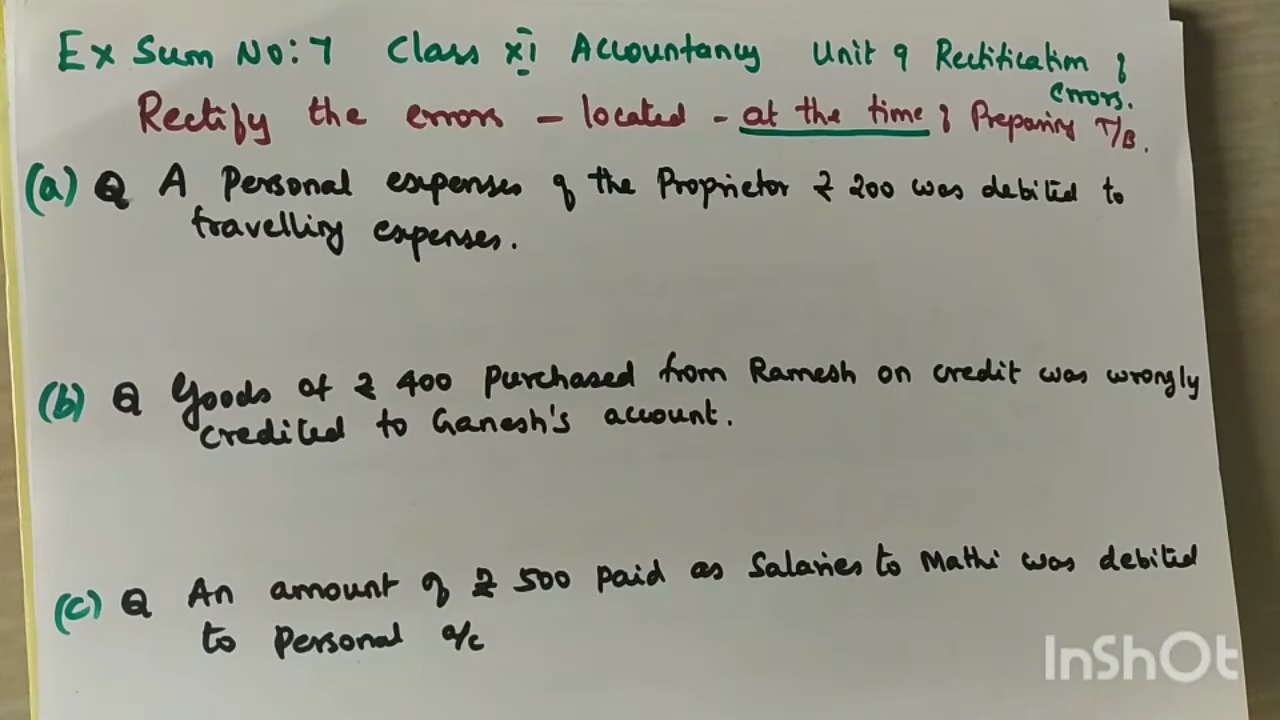 Ex Sum No: 7 Class XI Accountancy Unit 9 Rectification of
errors.
Rectify the errors - located - at the time of Preparing T/B.
(a) Q A Personal expenses of the Proprietor ₹ 200 was debited to
travelling expenses.
(b) Q Goods of ₹ 400 purchased from Ramesh on credit was wrongly
credited to Ganesh's account.
(c) Q An amount of ₹ 500 paid as Salaries to Mathi was debited
to personal a/c
InShOt